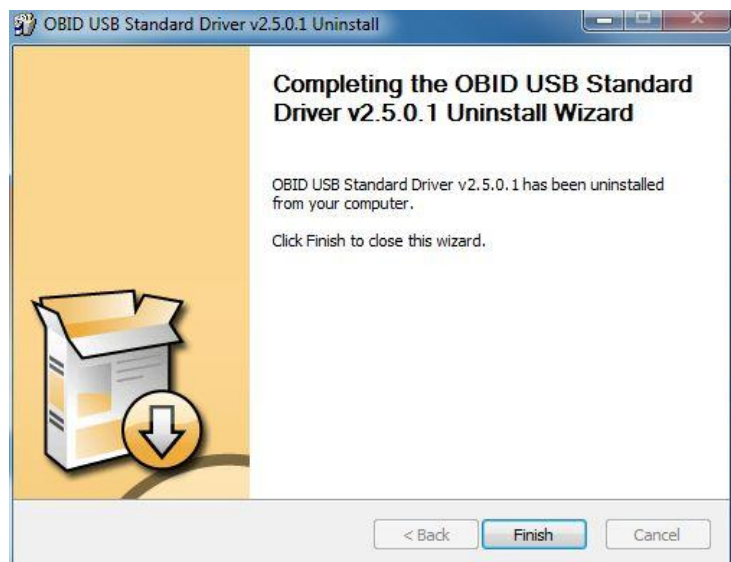 OBID USB Standard Driver v2.5.0.1 Uninstall
Completing the OBID USB Standard
Driver v2.5.0.1 Uninstall Wizard
OBID USB Standard Driver v2.5.0.1 has been uninstalled
from your computer.
Click Finish to close this wizard.
< Back
Finish
Cancel